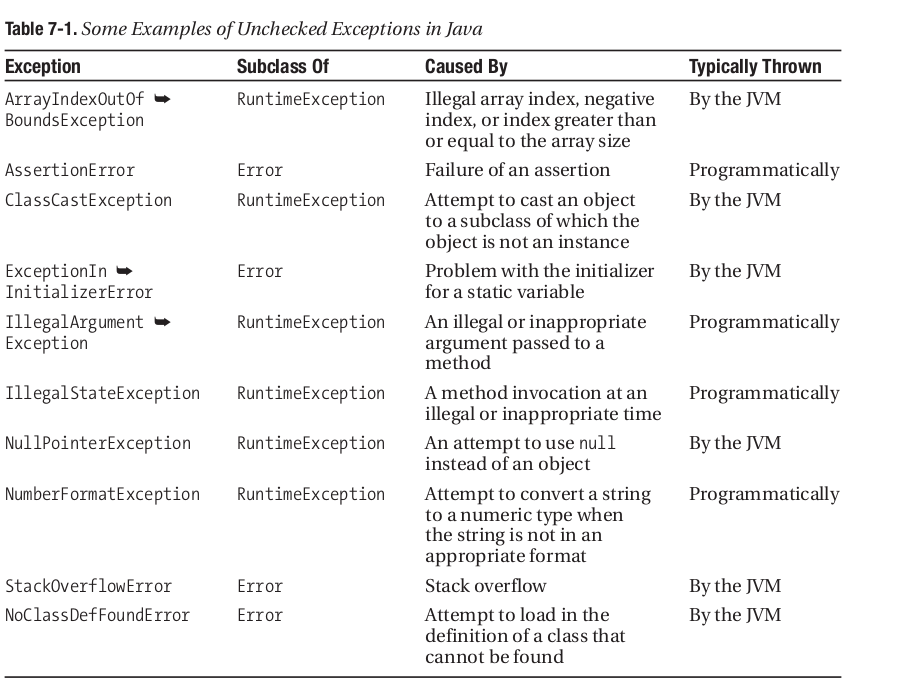 Table 7-1. Some Examples of Unchecked Exceptions in Java
Exception Subclass Of Caused By Typically Thrown
ArrayIndexOutOf ➥ RuntimeException Illegal array index, negative By the JVM
BoundsException index, or index greater than
or equal to the array size
AssertionError Error Failure of an assertion Programmatically
ClassCastException RuntimeException Attempt to cast an object By the JVM
to a subclass of which the
object is not an instance
ExceptionIn ➥ Error Problem with the initializer By the JVM
InitializerError for a static variable
IllegalArgument ➥ RuntimeException An illegal or inappropriate Programmatically
Exception argument passed to a
method
IllegalStateException RuntimeException A method invocation at an Programmatically
illegal or inappropriate time
NullPointerException RuntimeException An attempt to use null By the JVM
instead of an object
NumberFormatException RuntimeException Attempt to convert a string Programmatically
to a numeric type when
the string is not in an
appropriate format
StackOverflowError Error Stack overflow By the JVM
NoClassDefFoundError Error Attempt to load in the By the JVM
definition of a class that
cannot be found